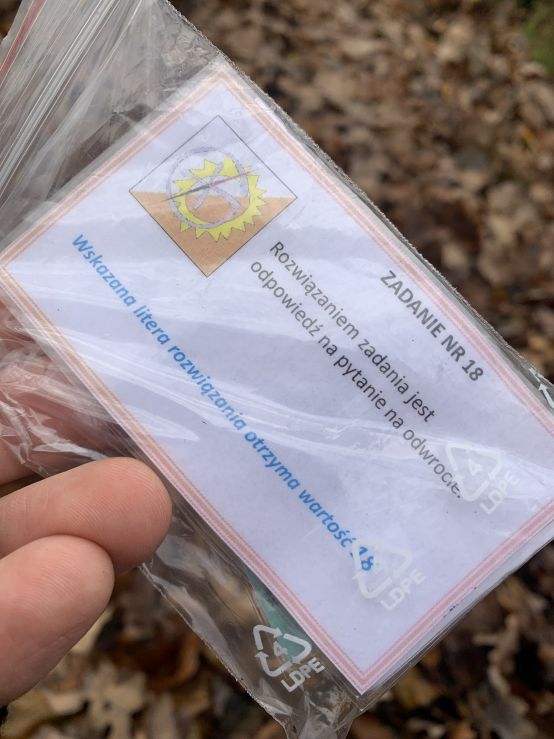 ZADANIE NR 18
Rozwiązaniem zadania jest
odpowiedź na pytanie na odwrocie.
Wskazana litera rozwiązania otrzyma wartość 18
4
LDPE
LDPE
4
LDPE